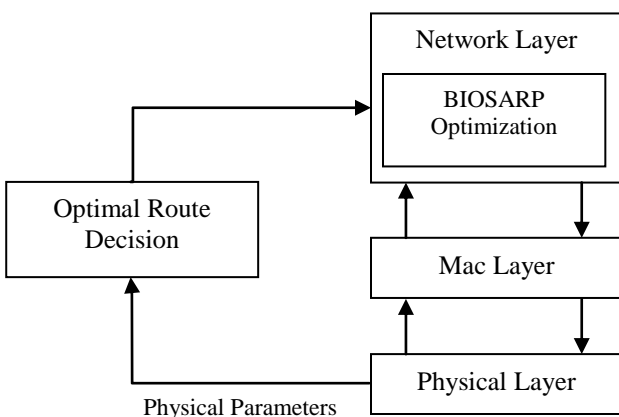 Network Layer
BIOSARP
Optimization
Optimal Route
Decision
Mac Layer
Physical Layer
Physical Parameters